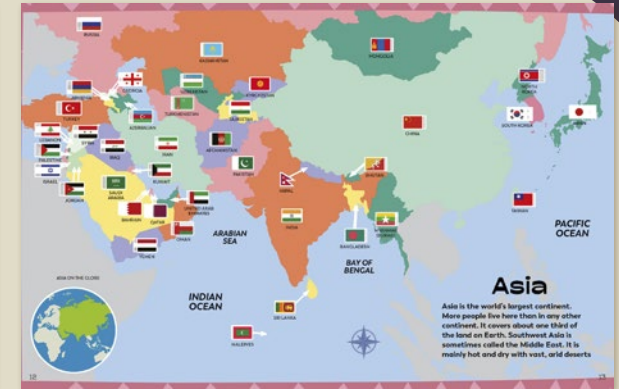 RUSSIA
KAZAKHSTAN
MONGOLIA
GEORGIA
ARMENIA
UZBEKISTAN
KYRGYZSTAN
NORTH
KOREA
TURKEY
AZERBAIJAN
TURKMENISTAN
TAJIKISTAN
SOUTH KOREA
JAPAN
CHINA
LEBANON
SYRIA
PALESTINE
IRAQ
IRAN
AFGHANISTAN
ISRAEL
JORDAN
KUWAIT
PAKISTAN
NEPAL
BHUTAN
SAUDI
ARABIA
UNITED ARAB
EMIRATES
BAHRAIN
QATAR
OMAN
YEMEN
INDIA
BANGLADESH
TAIWAN
ARABIAN
SEA
BAY OF
BENGAL
PACIFIC
OCEAN
ASIA ON THE GLOBE
INDIAN
OCEAN
SRI LANKA
MALDIVES
Asia
Asia is the world's largest continent.
More people live here than in any other
continent. It covers about one third of
the land on Earth. Southwest Asia is
sometimes called the Middle East. It is
mainly hot and dry with vast, arid deserts
12
13